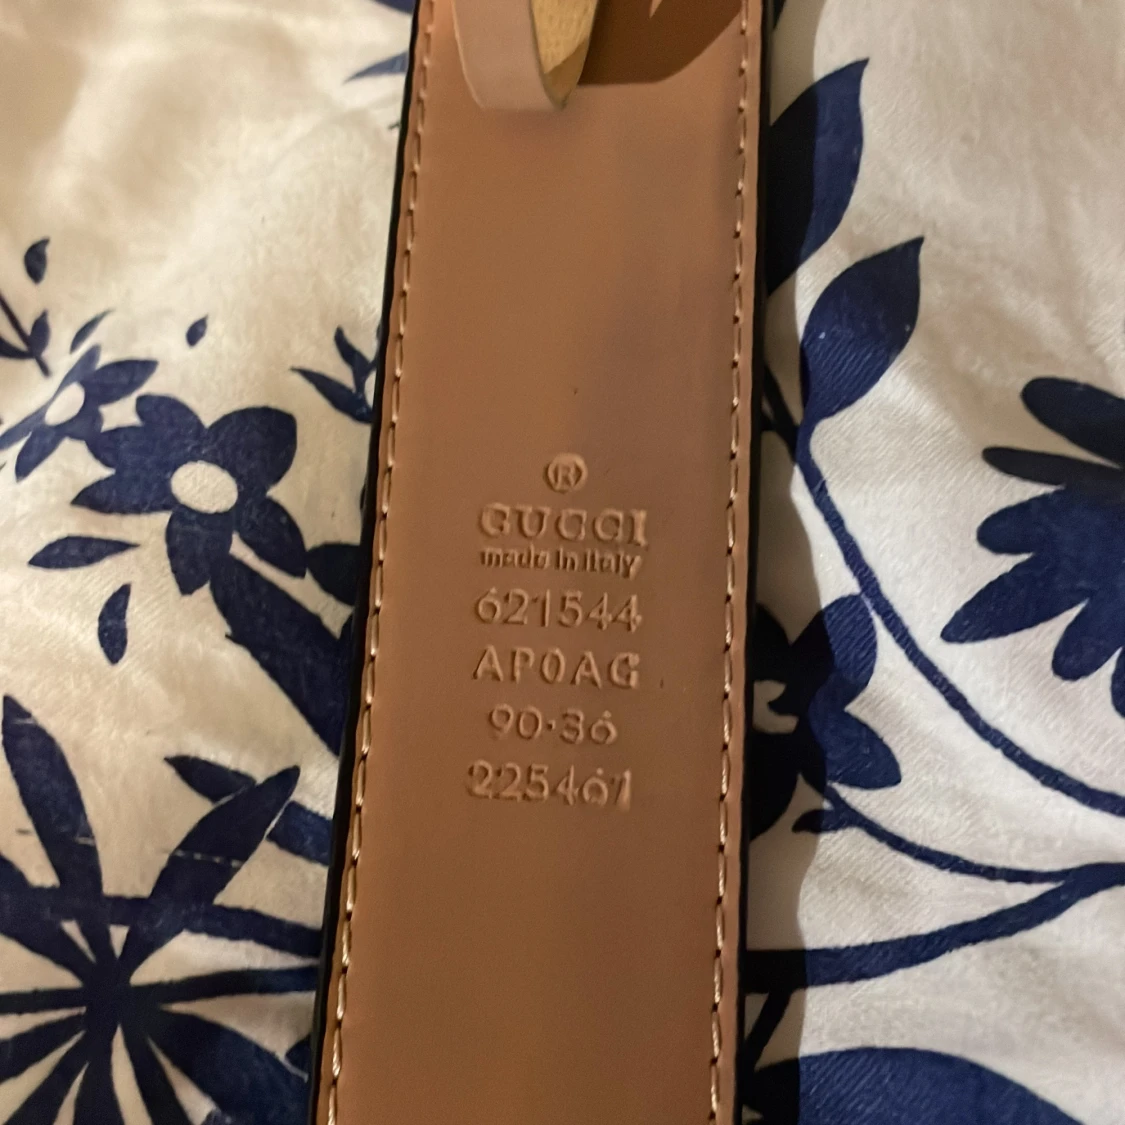 ®
GUCCI
made in italy
621544
AP0AG
90·36
225461